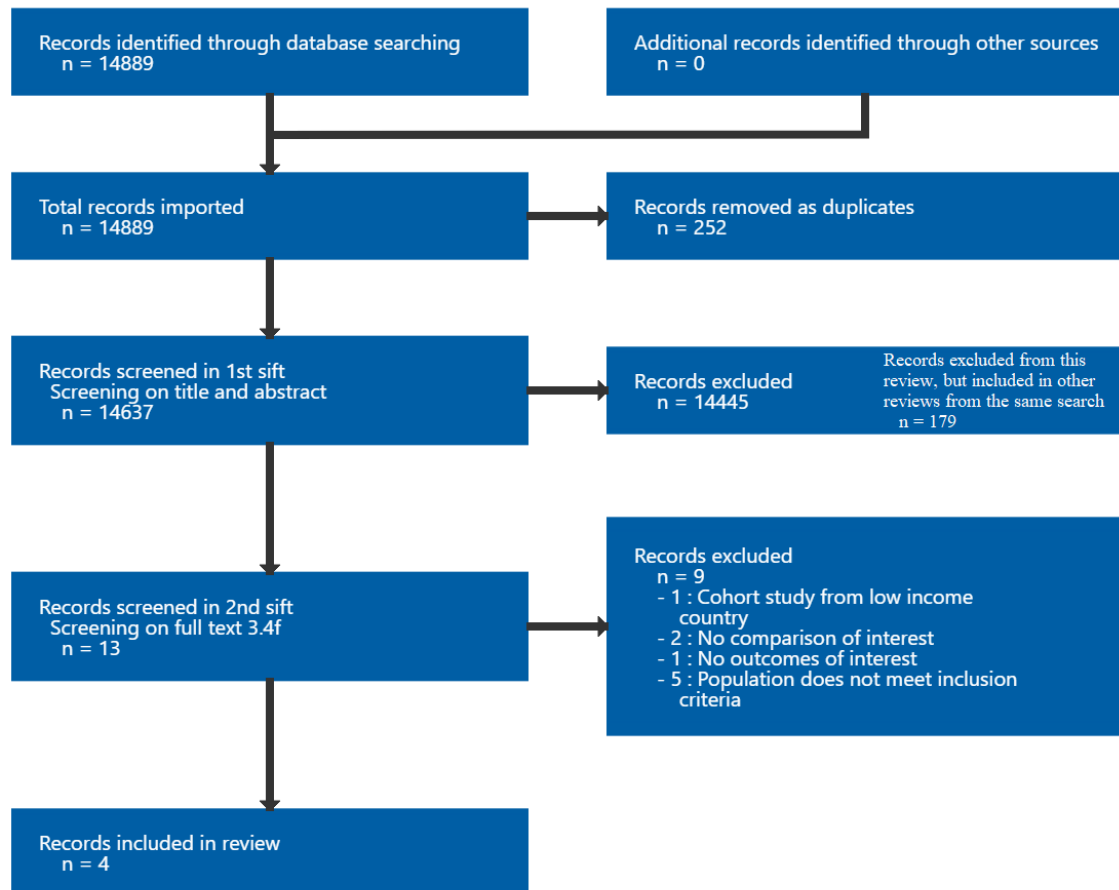 Records identified through database searching
n = 14889
Additional records identified through other sources
n = 0
Total records imported
n = 14889
Records removed as duplicates
n = 252
Records screened in 1st sift
Screening on title and abstract
n = 14637
Records excluded
n = 14445
Records excluded from this
review, but included in other
reviews from the same search
n = 179
Records screened in 2nd sift
Screening on full text 3.4f
n = 13
Records excluded
n = 9
- 1 : Cohort study from low income
country
- 2 : No comparison of interest
- 1 : No outcomes of interest
- 5 : Population does not meet inclusion
criteria
Records included in review
n = 4